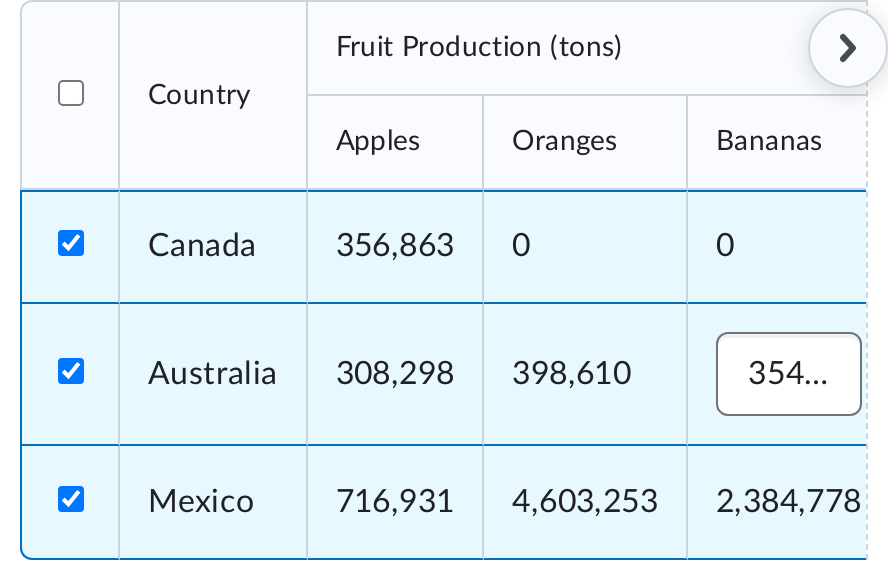 Fruit Production (tons)
Country
Apples Oranges Bananas
Canada 356,863 0 0
Australia 308,298 398,610 354...
Mexico 716,931 4,603,253 2,384,778